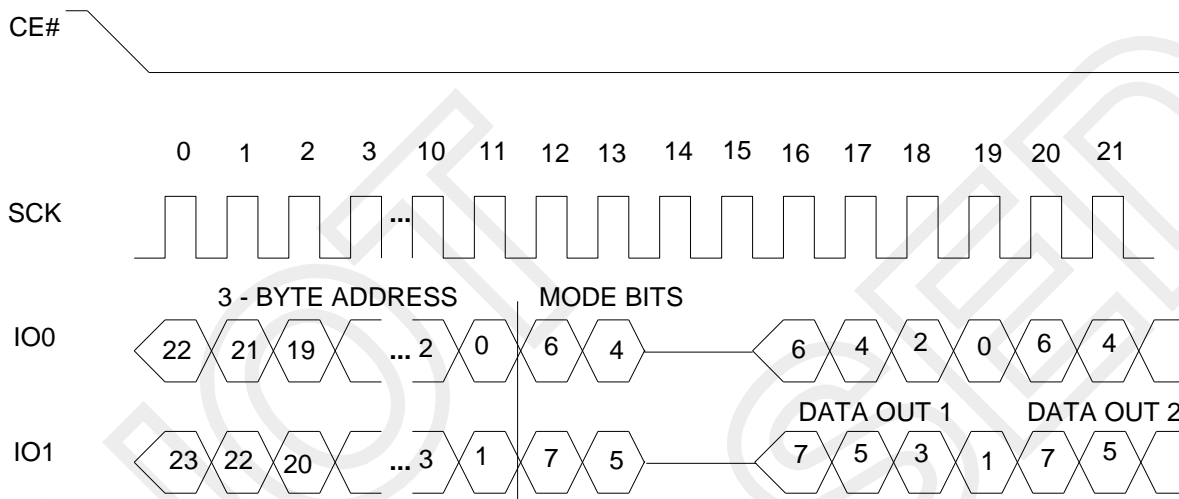 CE#
0 1 2 3 10 11 12 13 14 15 16 17 18 19 20 21
SCK
...
3 - BYTE ADDRESS MODE BITS
IO0
22 21 19 ... 2 0 6 4 6 4 2 0 6 4
DATA OUT 1 DATA OUT 2
IO1
23 22 20 ... 3 1 7 5 7 5 3 1 7 5